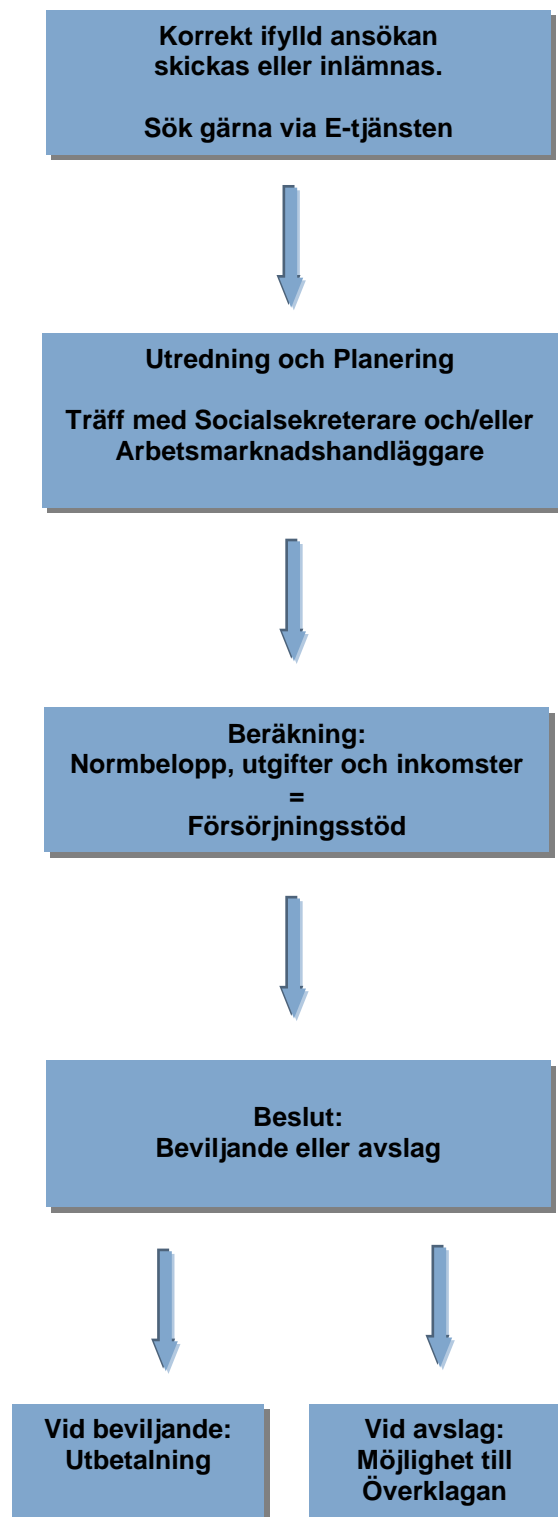 Korrekt ifylld ansökan
skickas eller inlämnas.
Sök gärna via E-tjänsten
Utredning och Planering
Träff med Socialsekreterare och/eller
Arbetsmarknadshandläggare
Beräkning:
Normbelopp, utgifter och inkomster
=
Försörjningsstöd
Beslut:
Beviljande eller avslag
Vid beviljande:
Utbetalning
Vid avslag:
Möjlighet till
Överklagan